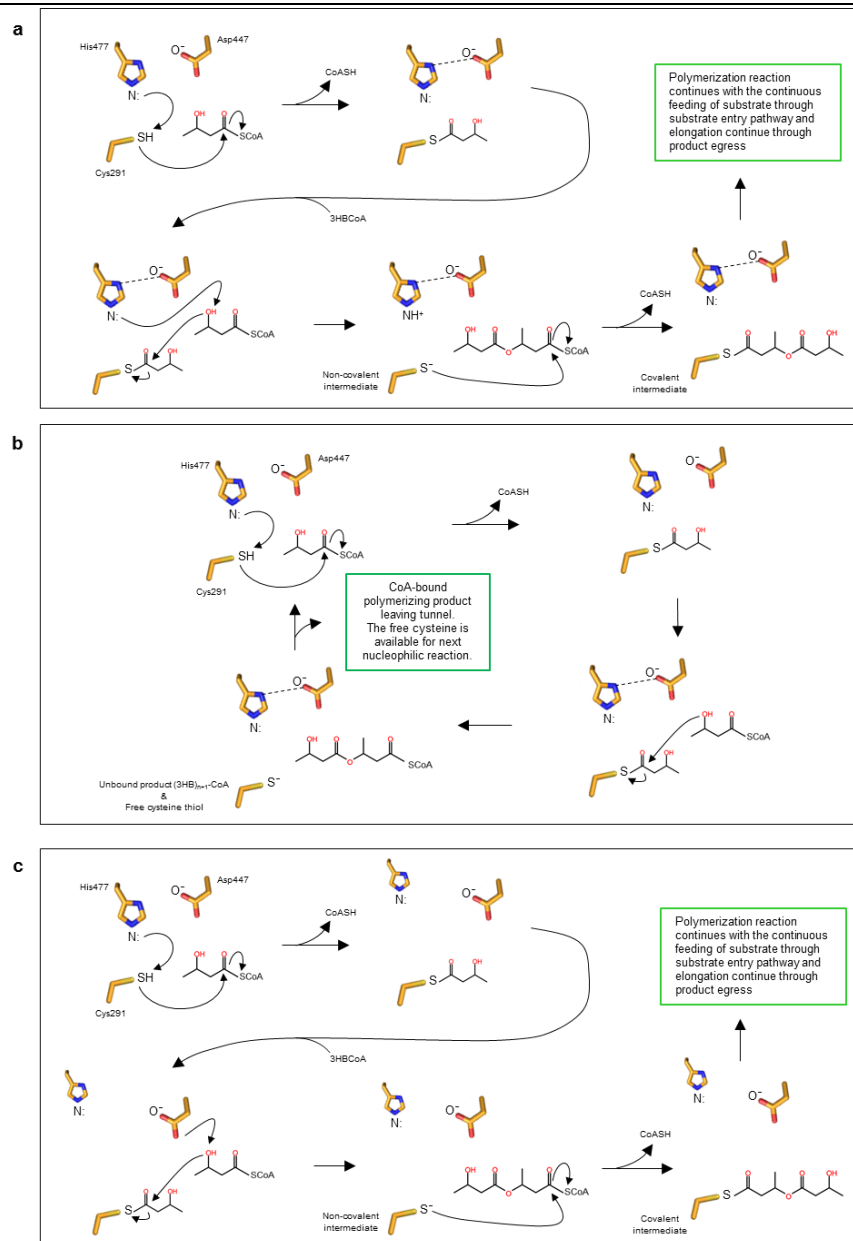 a
His477
Asp447
O⁻
N:
SH
Cys291
OH
O
SCoA
CoASH
O⁻
N:
S
O
OH
Polymerization reaction
continues with the continuous
feeding of substrate through
substrate entry pathway and
elongation continue through
product egress
3HBCoA
O⁻
N:
OH
O
SCoA
O
OH
S
O⁻
NH⁺
OH
O
O
O
SCoA
S⁻
Non-covalent
intermediate
CoASH
O⁻
N:
O
O
OH
S
O
Covalent
intermediate
b
His477
Asp447
O⁻
N:
SH
Cys291
OH
O
SCoA
CoASH
O⁻
N:
O
OH
S
CoA-bound
polymerizing product
leaving tunnel.
The free cysteine is
available for next
nucleophilic reaction.
O⁻
N:
OH
O
SCoA
O
OH
S
O⁻
N:
OH
O
O
O
SCoA
S⁻
Unbound product (3HB)n+1-CoA
&
Free cysteine thiol
c
His477
Asp447
O⁻
N:
SH
Cys291
OH
O
SCoA
CoASH
N:
O⁻
O
OH
S
Polymerization reaction
continues with the continuous
feeding of substrate through
substrate entry pathway and
elongation continue through
product egress
3HBCoA
N:
O⁻
OH
O
SCoA
O
OH
S
N:
O⁻
OH
O
O
O
SCoA
S⁻
Non-covalent
intermediate
CoASH
N:
O⁻
O
O
OH
S
O
Covalent
intermediate